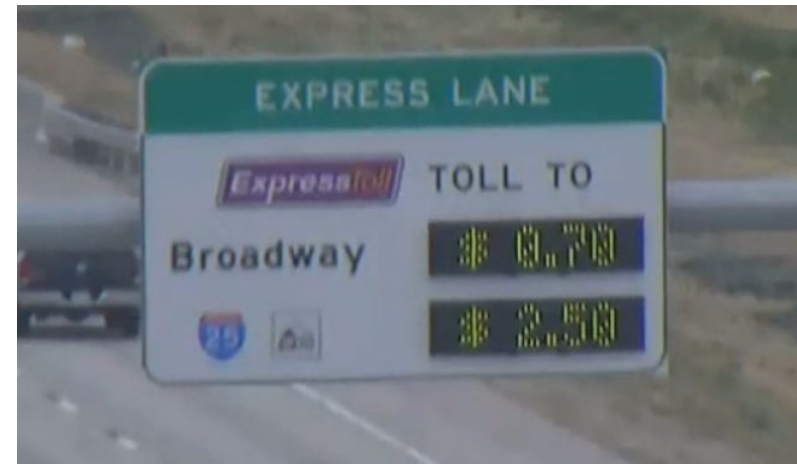 EXPRESS LANE
Expresstoll TOLL TO
Broadway $ 0.70
25 $ 2.50